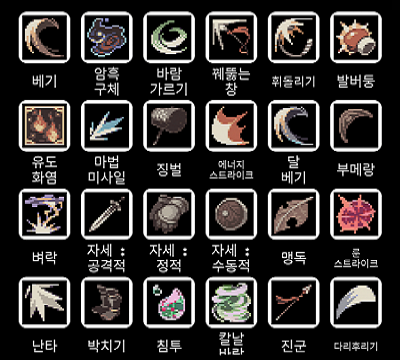 베기
암흑
구체
바람
가르기
꿰뚫는
창
휘돌리기
발버둥
유도
화염
마법
미사일
징벌
에너지
스트라이크
달
베기
부메랑
벼락
자세 :
공격적
자세 :
정적
자세 :
수동적
맹독
룬
스트라이크
난타
박치기
침투
칼날
바람
진군
다리후리기